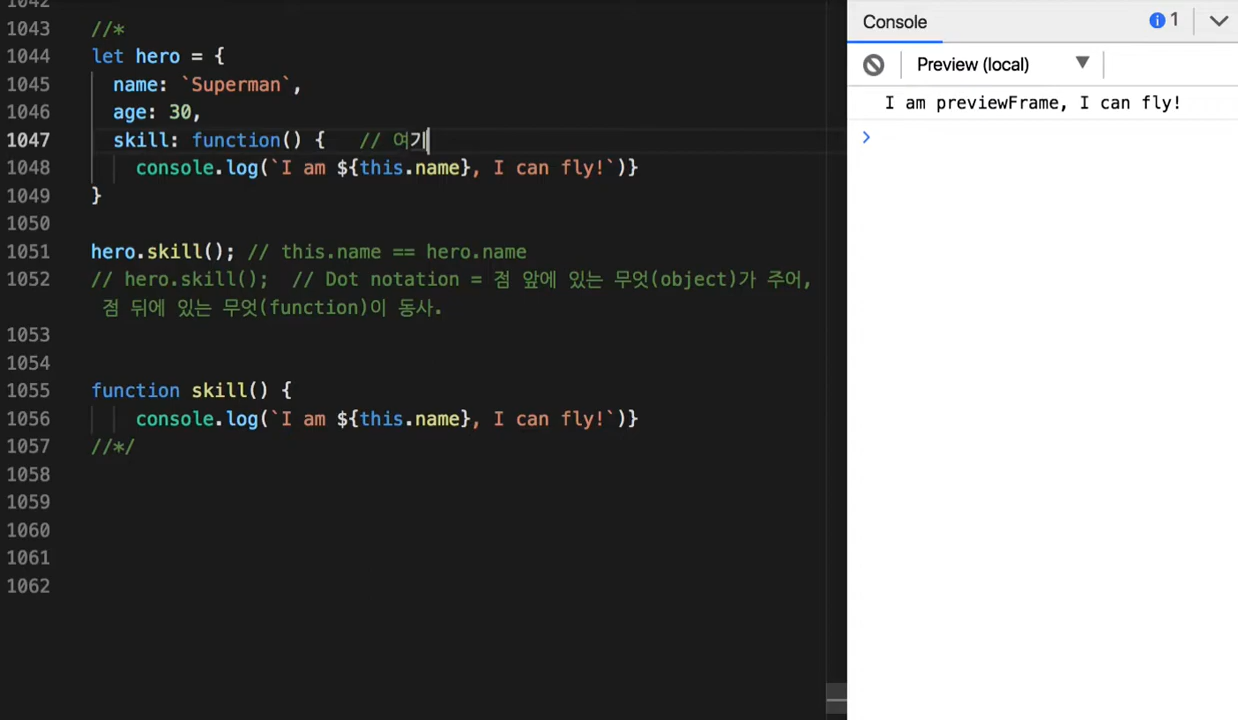 1042
1043 //*
1044 let hero = {
1045 name: `Superman`,
1046 age: 30,
1047 skill: function() { // 여기
1048 console.log(`I am ${this.name}, I can fly!`)}
1049 }
1050
1051 hero.skill(); // this.name == hero.name
1052 // hero.skill(); // Dot notation = 점 앞에 있는 무엇(object)가 주어,
점 뒤에 있는 무엇(function)이 동사.
1053
1054
1055 function skill() {
1056 console.log(`I am ${this.name}, I can fly!`)}
1057 //*/
1058
1059
1060
1061
1062
Console
1
Preview (local)
I am previewFrame, I can fly!